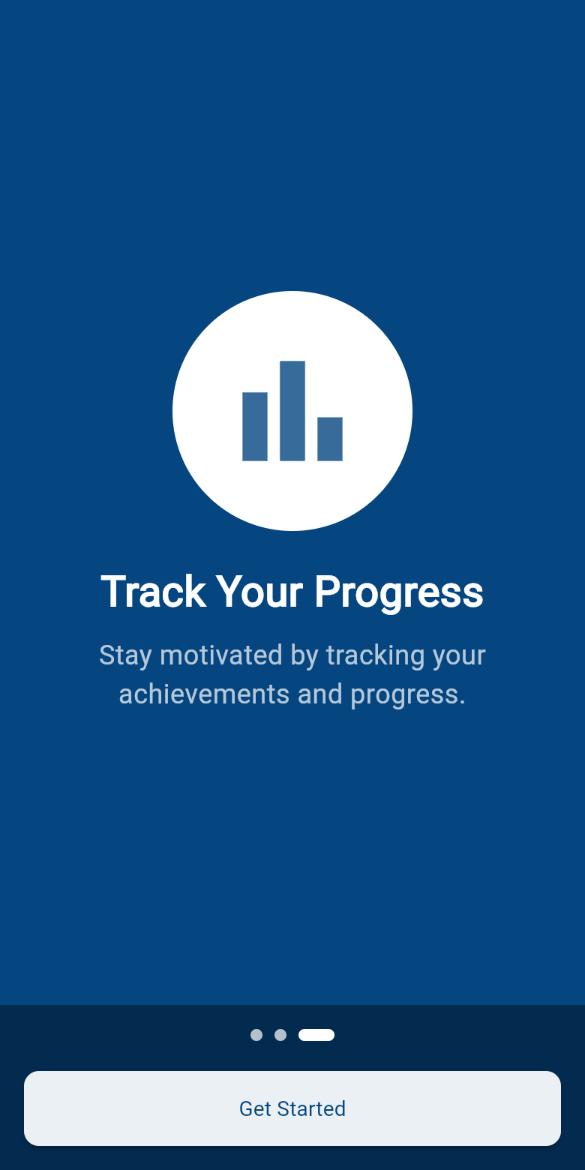 Track Your Progress
Stay motivated by tracking your
achievements and progress.
Get Started